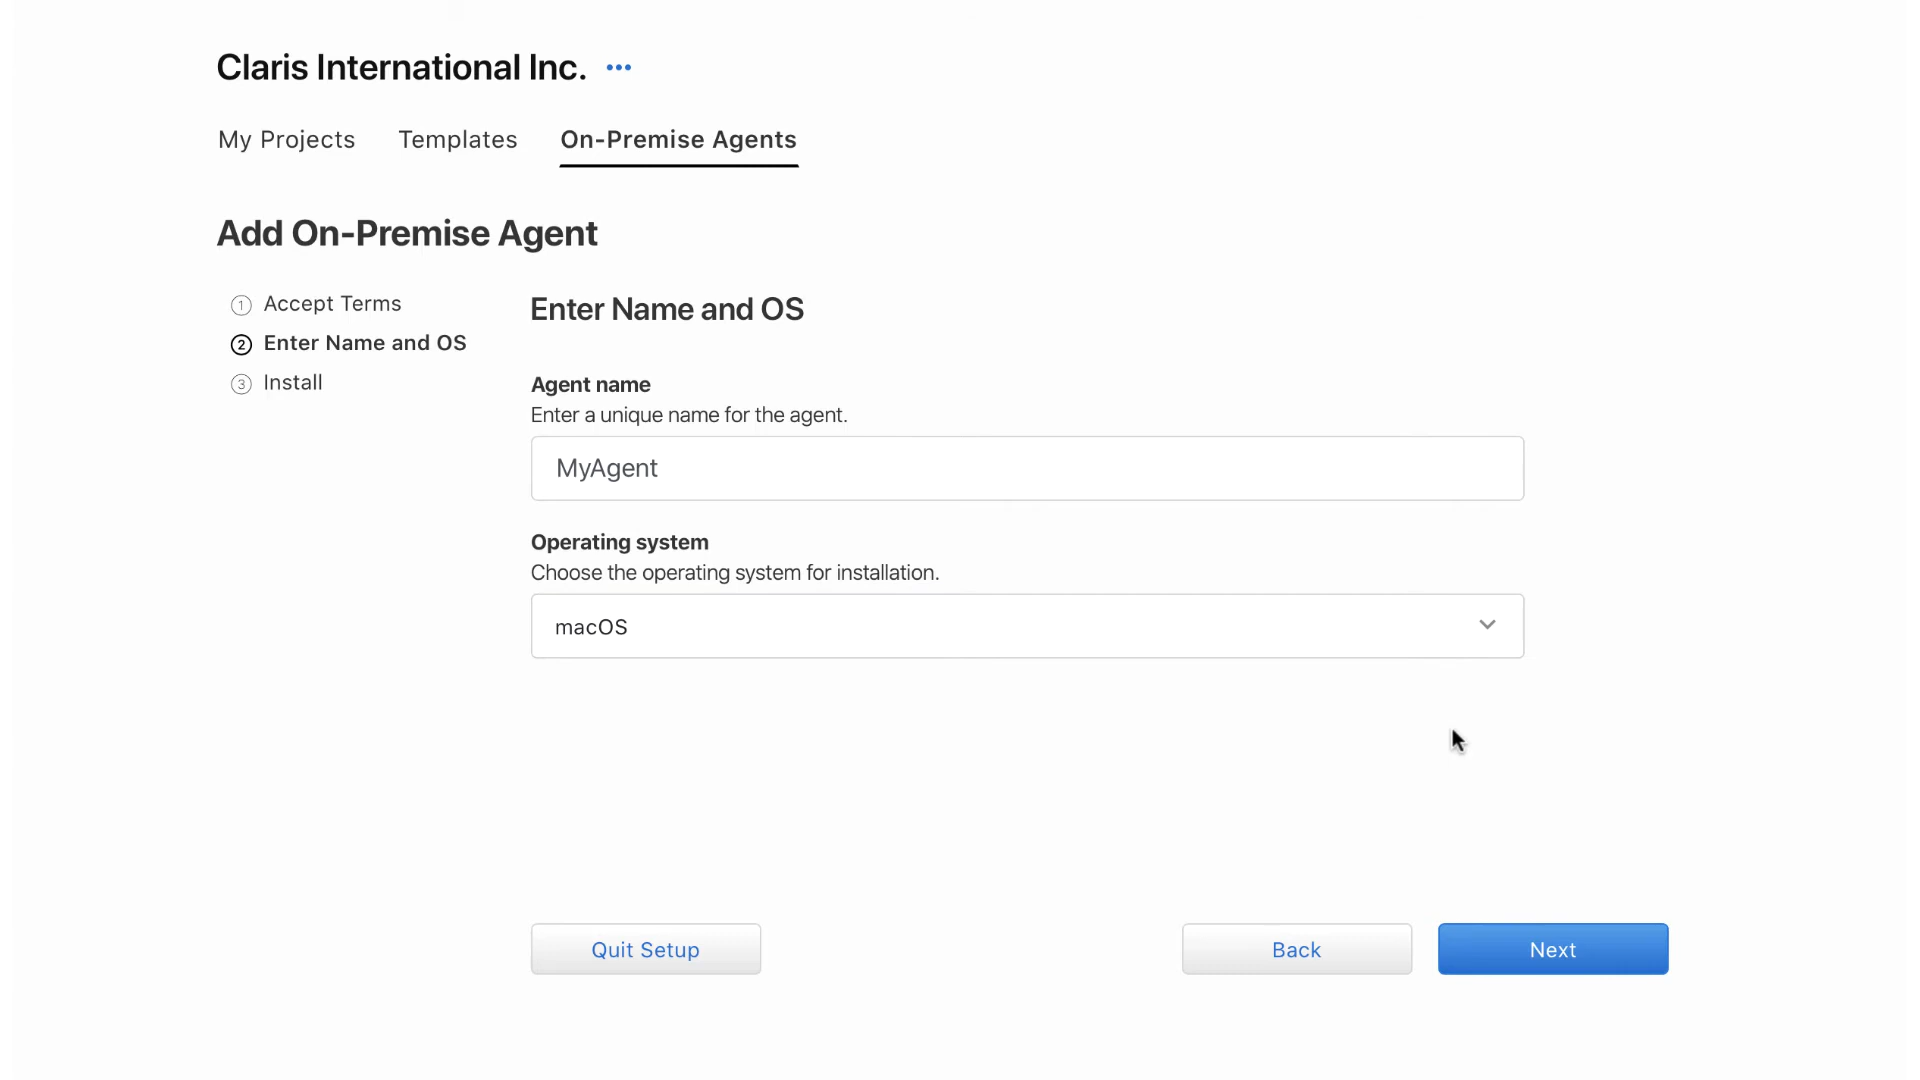 Claris International Inc. •••
My Projects Templates On-Premise Agents
Add On-Premise Agent
1 Accept Terms
2 Enter Name and OS
3 Install
Enter Name and OS
Agent name
Enter a unique name for the agent.
MyAgent
Operating system
Choose the operating system for installation.
macOS
Quit Setup Back Next